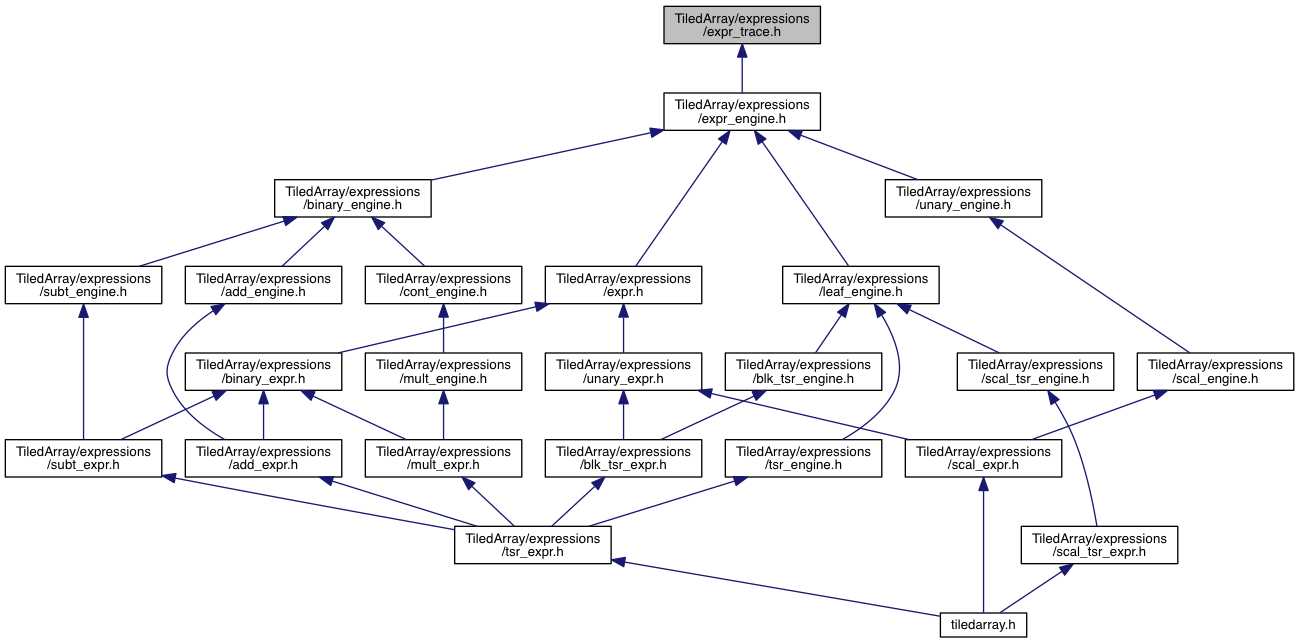 TiledArray/expressions
/expr_trace.h
TiledArray/expressions
/expr_engine.h
TiledArray/expressions
/binary_engine.h
TiledArray/expressions
/unary_engine.h
TiledArray/expressions
/subt_engine.h
TiledArray/expressions
/add_engine.h
TiledArray/expressions
/cont_engine.h
TiledArray/expressions
/expr.h
TiledArray/expressions
/leaf_engine.h
TiledArray/expressions
/binary_expr.h
TiledArray/expressions
/mult_engine.h
TiledArray/expressions
/unary_expr.h
TiledArray/expressions
/blk_tsr_engine.h
TiledArray/expressions
/scal_tsr_engine.h
TiledArray/expressions
/scal_engine.h
TiledArray/expressions
/subt_expr.h
TiledArray/expressions
/add_expr.h
TiledArray/expressions
/mult_expr.h
TiledArray/expressions
/blk_tsr_expr.h
TiledArray/expressions
/tsr_engine.h
TiledArray/expressions
/scal_expr.h
TiledArray/expressions
/tsr_expr.h
TiledArray/expressions
/scal_tsr_expr.h
tiledarray.h